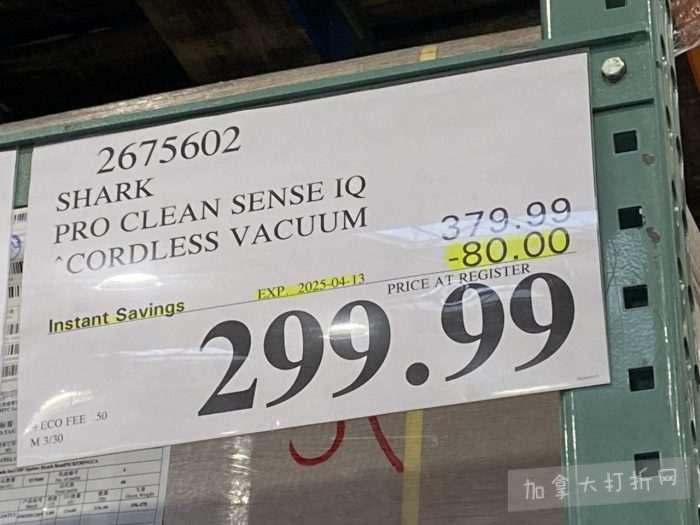 2675602
SHARK
PRO CLEAN SENSE IQ
^CORDLESS VACUUM
379.99
-80.00
Instant Savings
EXP. 2025-04-13
PRICE AT REGISTER
299.99
+ECO FEE .50
M 3/30
加拿大打折网